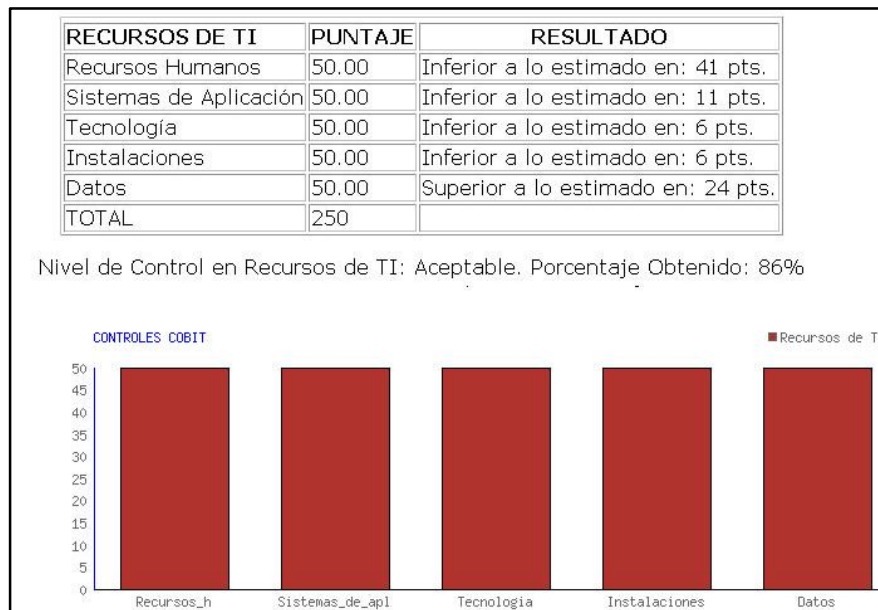 RECURSOS DE TI PUNTAJE RESULTADO
Recursos Humanos 50.00 Inferior a lo estimado en: 41 pts.
Sistemas de Aplicación 50.00 Inferior a lo estimado en: 11 pts.
Tecnología 50.00 Inferior a lo estimado en: 6 pts.
Instalaciones 50.00 Inferior a lo estimado en: 6 pts.
Datos 50.00 Superior a lo estimado en: 24 pts.
TOTAL 250
Nivel de Control en Recursos de TI: Aceptable. Porcentaje Obtenido: 86%
CONTROLES COBIT
Recursos de T
50
45
40
35
30
25
20
15
10
5
0
Recursos_h Sistemas_de_apl Tecnologia Instalaciones Datos